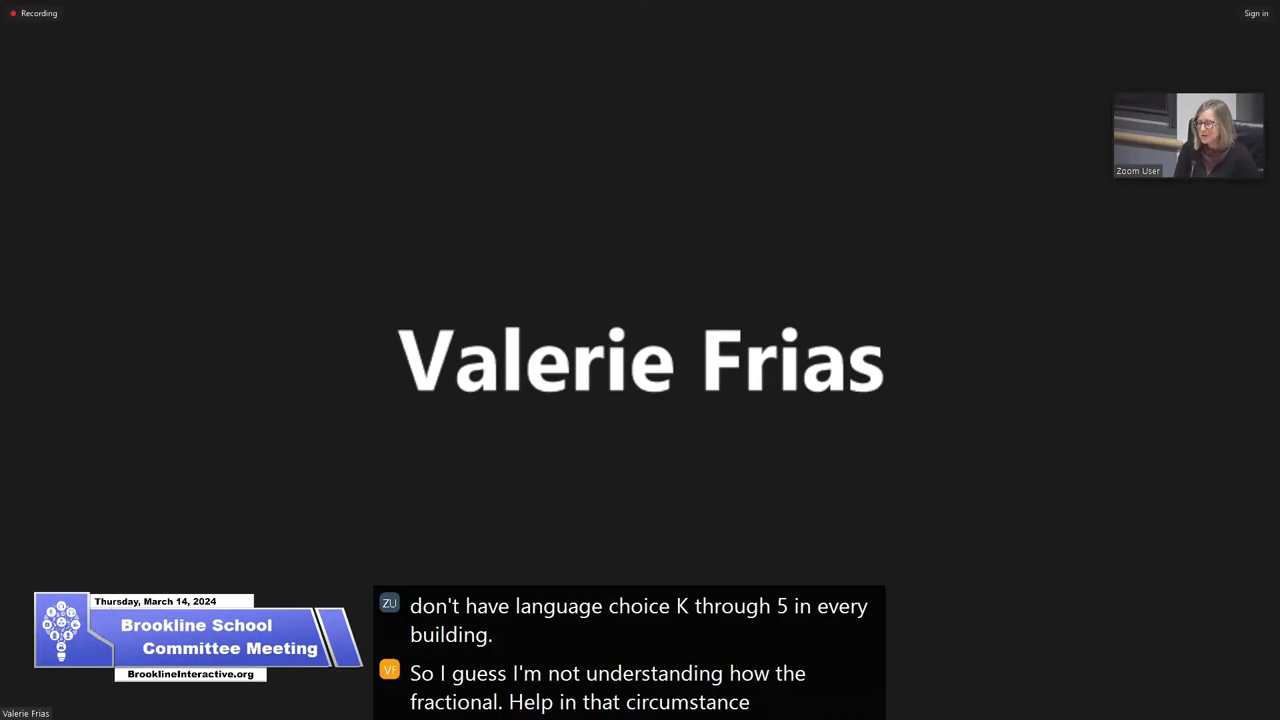 Recording
Sign in
Zoom User
Valerie Frias
Thursday, March 14, 2024
Brookline School
Committee Meeting
BrooklineInteractive.org
ZU
don't have language choice K through 5 in every
building.
VF
So I guess I'm not understanding how the
fractional. Help in that circumstance
Valerie Frias